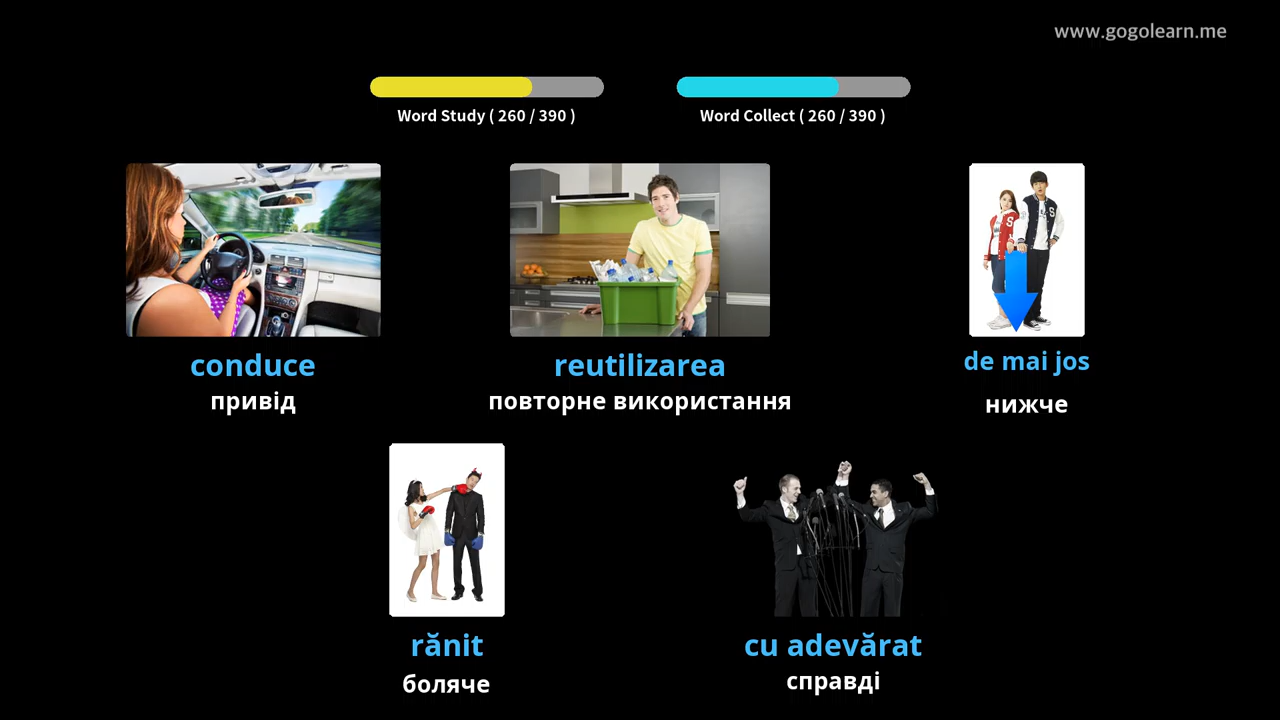 www.gogolearn.me
Word Study ( 260 / 390 )
Word Collect ( 260 / 390 )
conduce
привід
reutilizarea
повторне використання
de mai jos
нижче
rănit
боляче
cu adevărat
справді